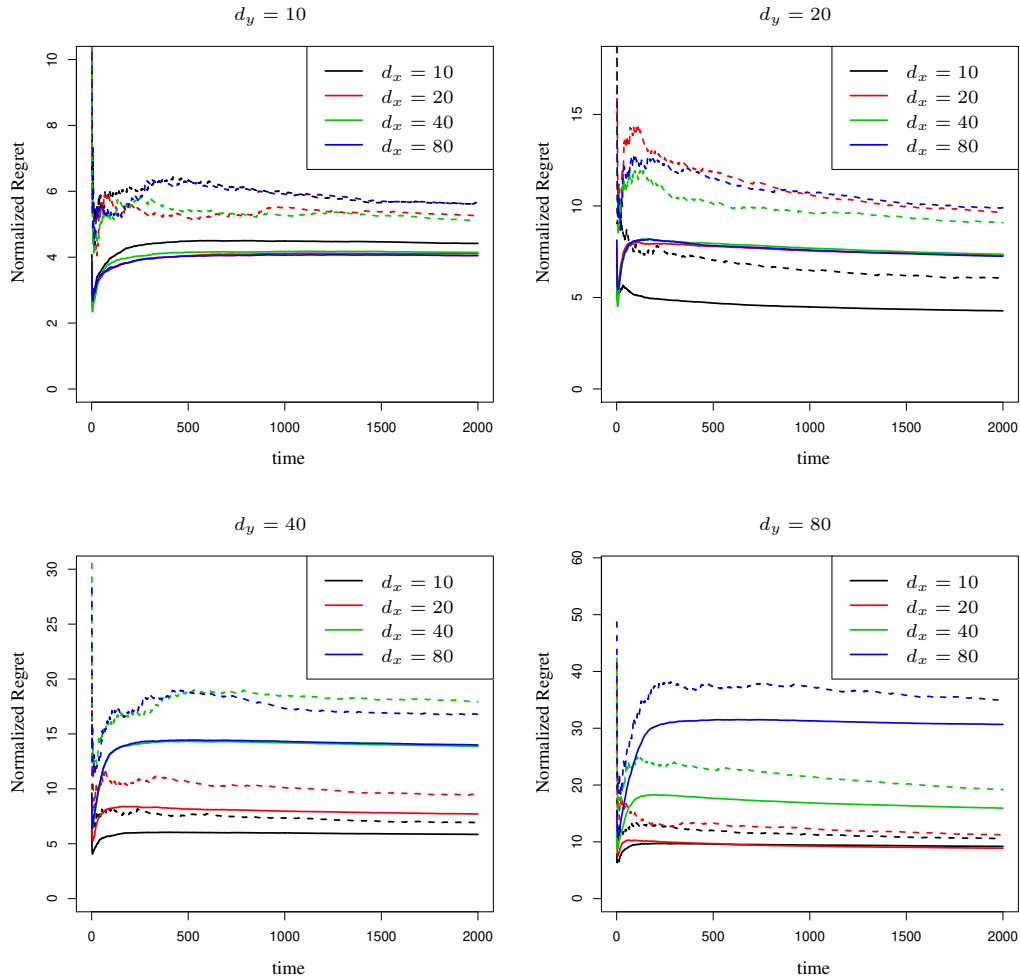 d_y = 10
Normalized Regret
10
8
6
4
2
0
d_x = 10
d_x = 20
d_x = 40
d_x = 80
0 500 1000 1500 2000
time
d_y = 20
Normalized Regret
15
10
5
0
d_x = 10
d_x = 20
d_x = 40
d_x = 80
0 500 1000 1500 2000
time
d_y = 40
Normalized Regret
30
25
20
15
10
5
0
d_x = 10
d_x = 20
d_x = 40
d_x = 80
0 500 1000 1500 2000
time
d_y = 80
Normalized Regret
60
50
40
30
20
10
0
d_x = 10
d_x = 20
d_x = 40
d_x = 80
0 500 1000 1500 2000
time